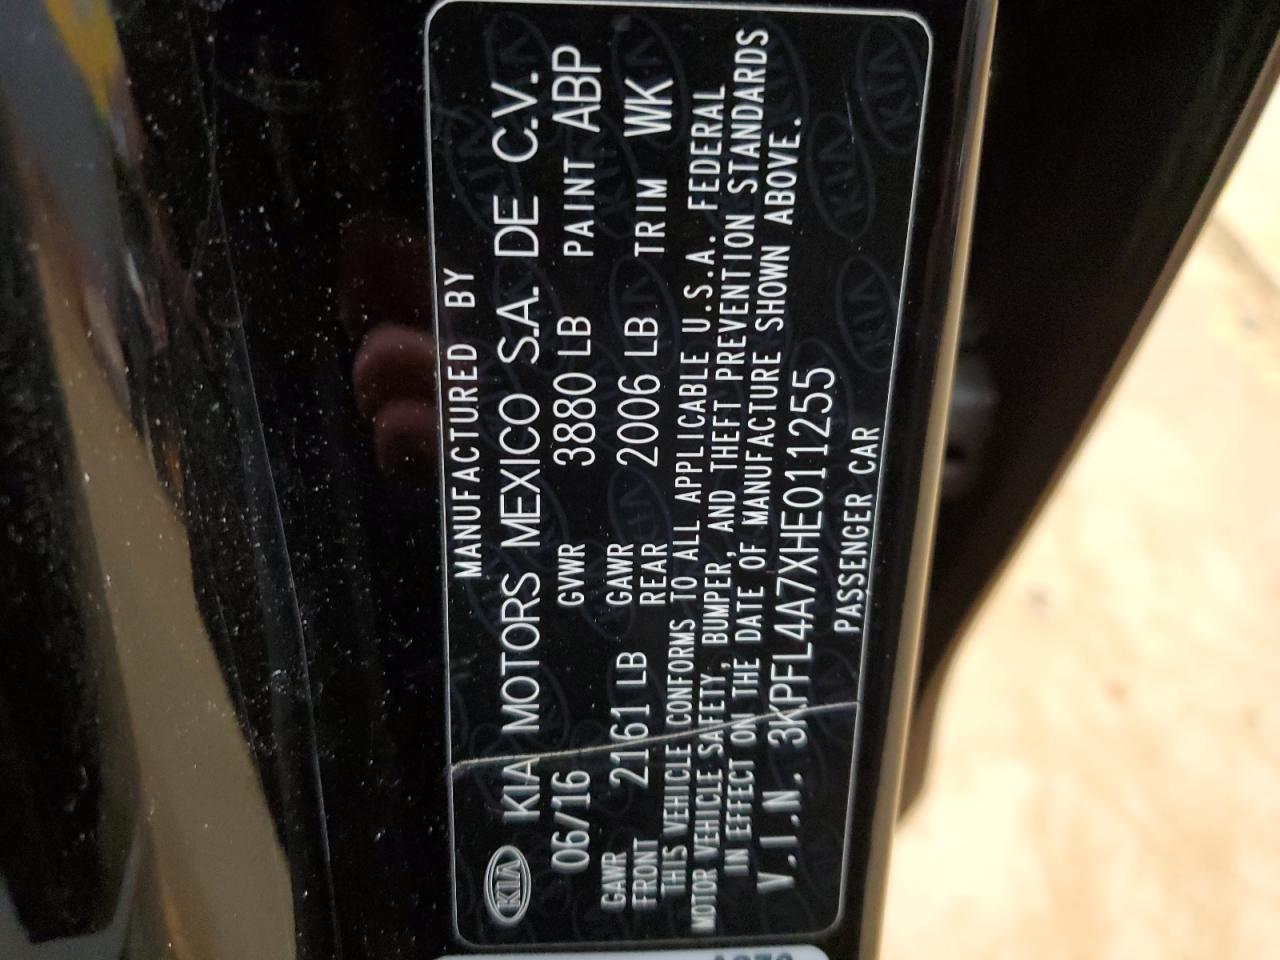 MANUFACTURED BY
KIA KIA MOTORS MEXICO S.A. DE C.V.
06/16 GVWR 3880 LB PAINT ABP
GAWR FRONT 2161 LB GAWR REAR 2006 LB TRIM WK
THIS VEHICLE CONFORMS TO ALL APPLICABLE U.S.A. FEDERAL
MOTOR VEHICLE SAFETY, BUMPER, AND THEFT PREVENTION STANDARDS
IN EFFECT ON THE DATE OF MANUFACTURE SHOWN ABOVE.
V.I.N. 3KPFL4A7XHE011255
PASSENGER CAR